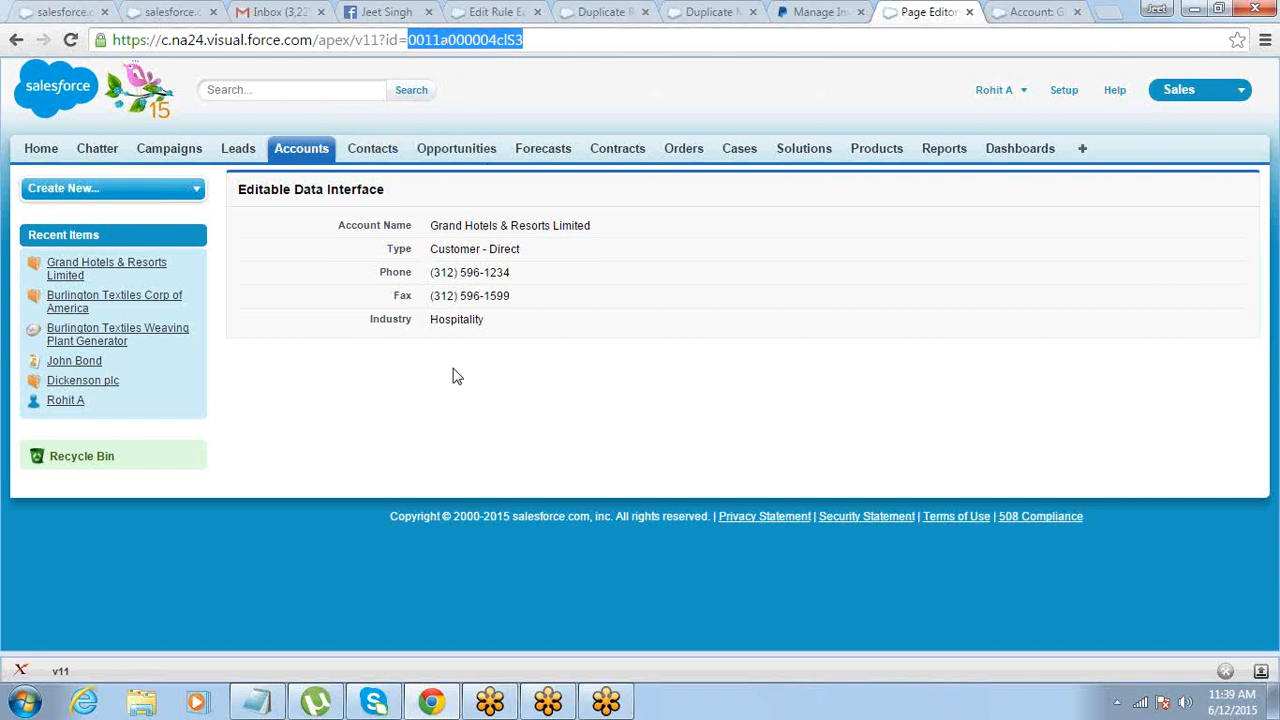 salesforce.c
salesforce.c
Inbox (3,22
Jeet Singh
Edit Rule E
Duplicate
Duplicate
Manage In
Page Editor
Account: G
Jeet
https://c.na24.visual.force.com/apex/v11?id=0011a000004clS3
salesforce
15
Search...
Search
Rohit A
Setup
Help
Sales
Home
Chatter
Campaigns
Leads
Accounts
Contacts
Opportunities
Forecasts
Contracts
Orders
Cases
Solutions
Products
Reports
Dashboards
+
Create New...
Recent Items
Grand Hotels & Resorts
Limited
Burlington Textiles Corp of
America
Burlington Textiles Weaving
Plant Generator
John Bond
Dickenson plc
Rohit A
Recycle Bin
Editable Data Interface
Account Name Grand Hotels & Resorts Limited
Type Customer - Direct
Phone (312) 596-1234
Fax (312) 596-1599
Industry Hospitality
Copyright © 2000-2015 salesforce.com, inc. All rights reserved. | Privacy Statement | Security Statement | Terms of Use | 508 Compliance
v11
11:39 AM
6/12/2015